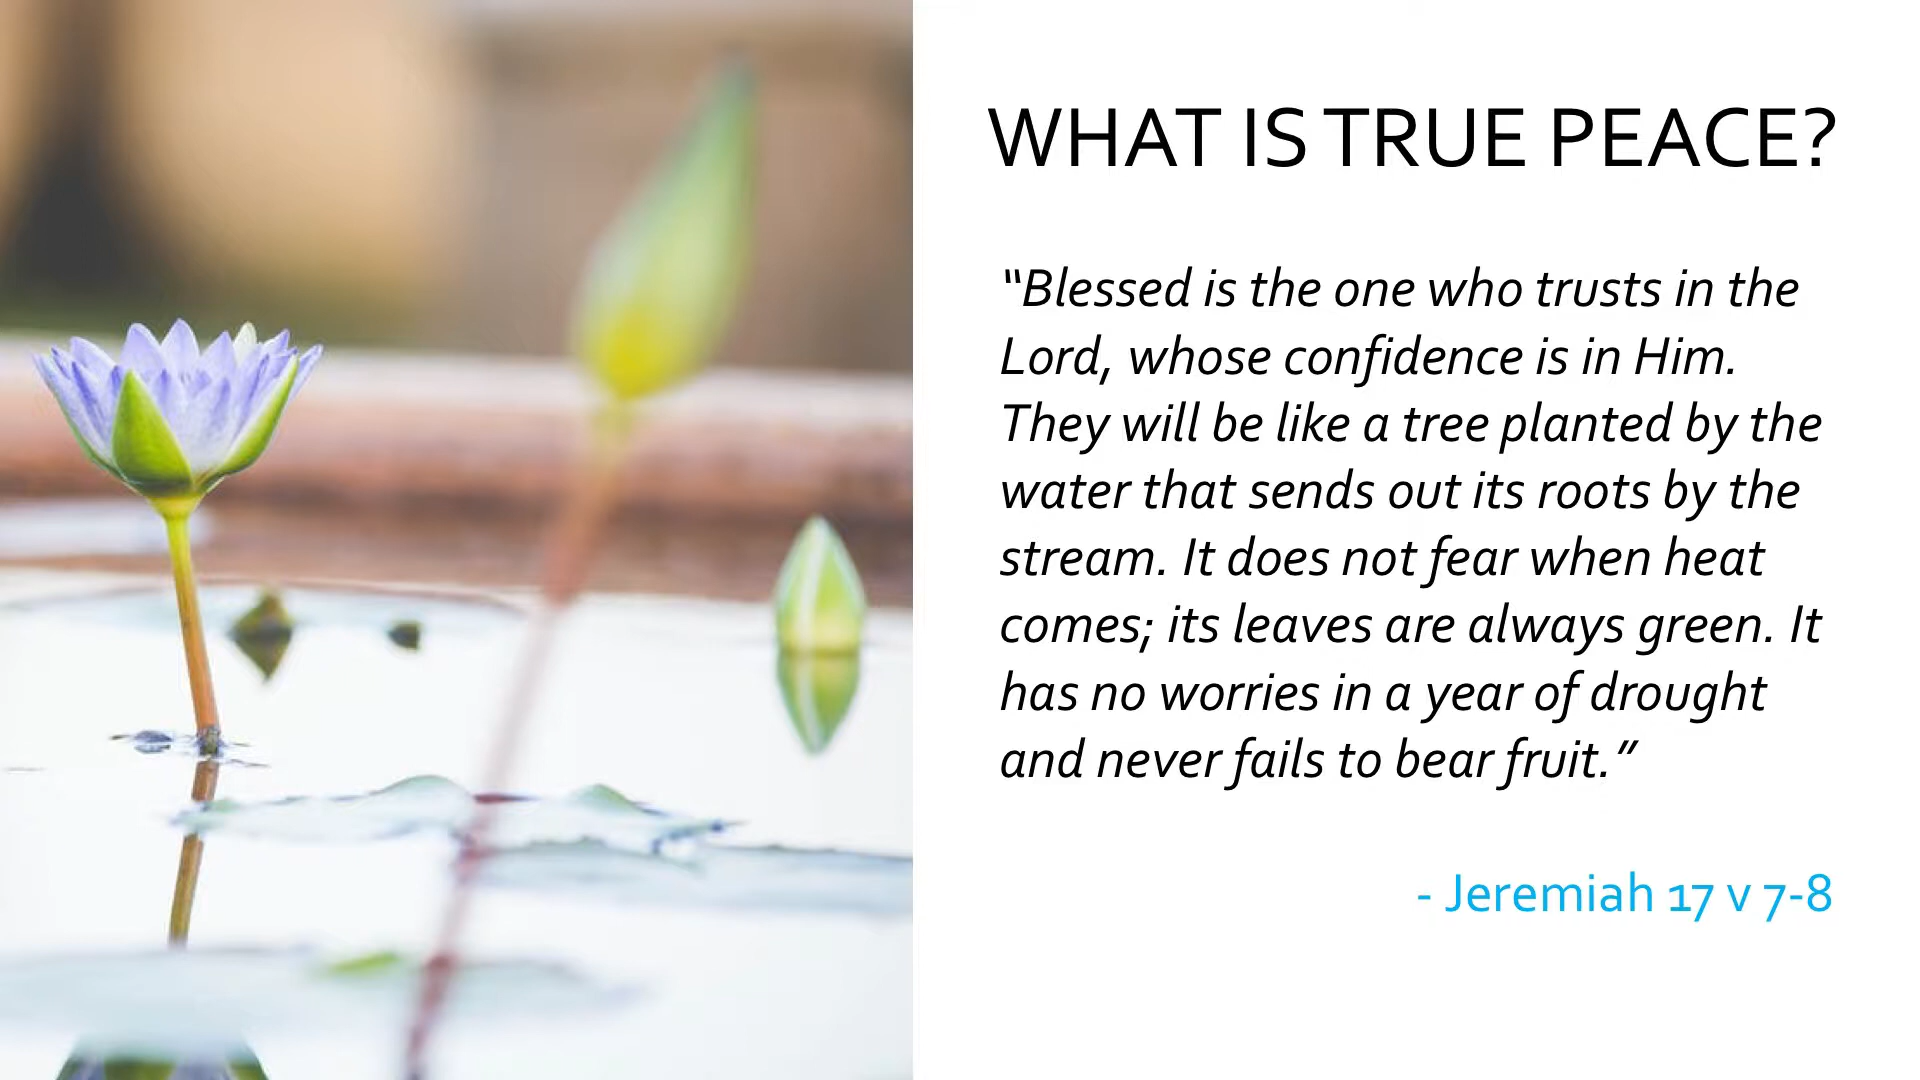 WHAT IS TRUE PEACE?
“Blessed is the one who trusts in the
Lord, whose confidence is in Him.
They will be like a tree planted by the
water that sends out its roots by the
stream. It does not fear when heat
comes; its leaves are always green. It
has no worries in a year of drought
and never fails to bear fruit.”
- Jeremiah 17 v 7-8